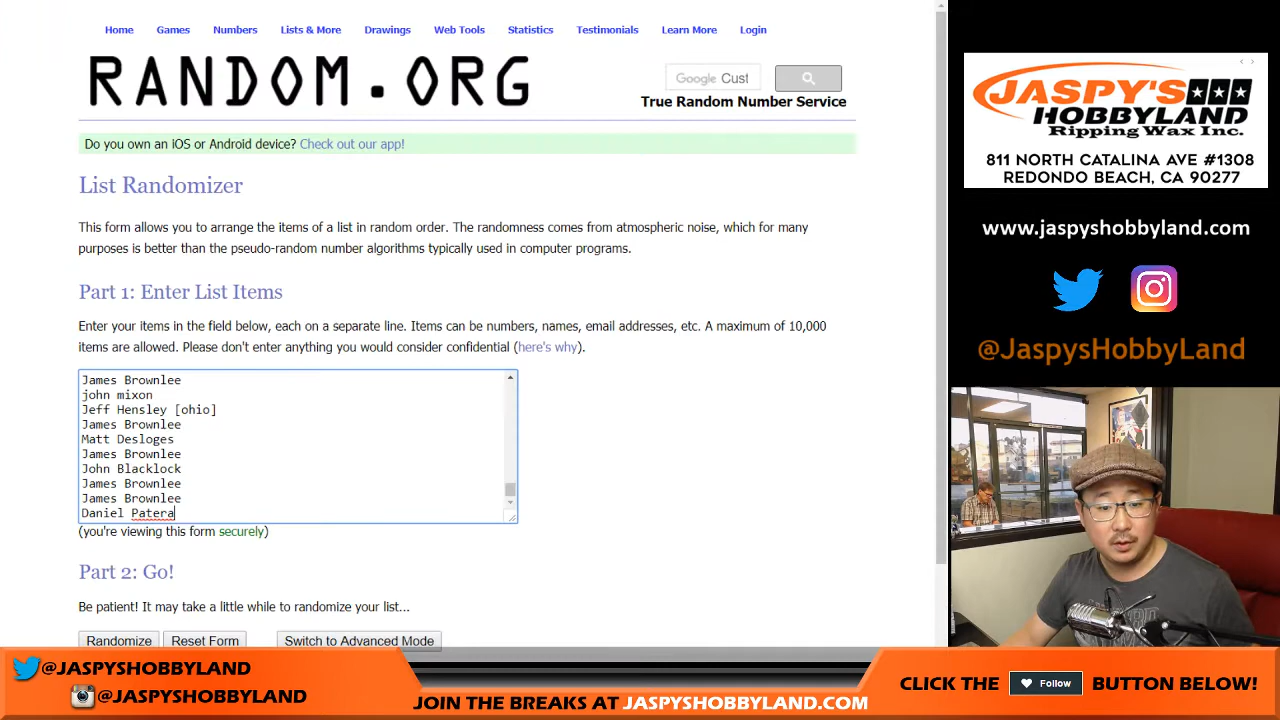 Home Games Numbers Lists & More Drawings Web Tools Statistics Testimonials Learn More Login
RANDOM.ORG
Google Cust
True Random Number Service
Do you own an iOS or Android device? Check out our app!
List Randomizer
This form allows you to arrange the items of a list in random order. The randomness comes from atmospheric noise, which for many
purposes is better than the pseudo-random number algorithms typically used in computer programs.
Part 1: Enter List Items
Enter your items in the field below, each on a separate line. Items can be numbers, names, email addresses, etc. A maximum of 10,000
items are allowed. Please don't enter anything you would consider confidential (here's why).
James Brownlee
john mixon
Jeff Hensley [ohio]
James Brownlee
Matt Desloges
James Brownlee
John Blacklock
James Brownlee
James Brownlee
Daniel Patera
(you're viewing this form securely)
Part 2: Go!
Be patient! It may take a little while to randomize your list...
Randomize Reset Form Switch to Advanced Mode
JASPY'S
HOBBYLAND
Ripping Wax Inc.
811 NORTH CATALINA AVE #1308
REDONDO BEACH, CA 90277
www.jaspyshobbyland.com
@JaspysHobbyLand
@JASPYSHOBBYLAND
@JASPYSHOBBYLAND
JOIN THE BREAKS AT JASPYSHOBBYLAND.COM
CLICK THE Follow BUTTON BELOW!